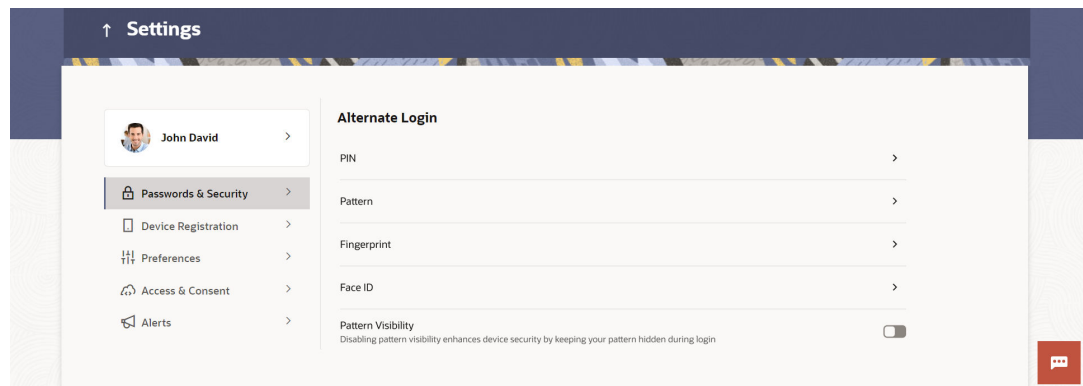 Settings
John David
Passwords & Security
Device Registration
Preferences
Access & Consent
Alerts
Alternate Login
PIN
Pattern
Fingerprint
Face ID
Pattern Visibility
Disabling pattern visibility enhances device security by keeping your pattern hidden during login